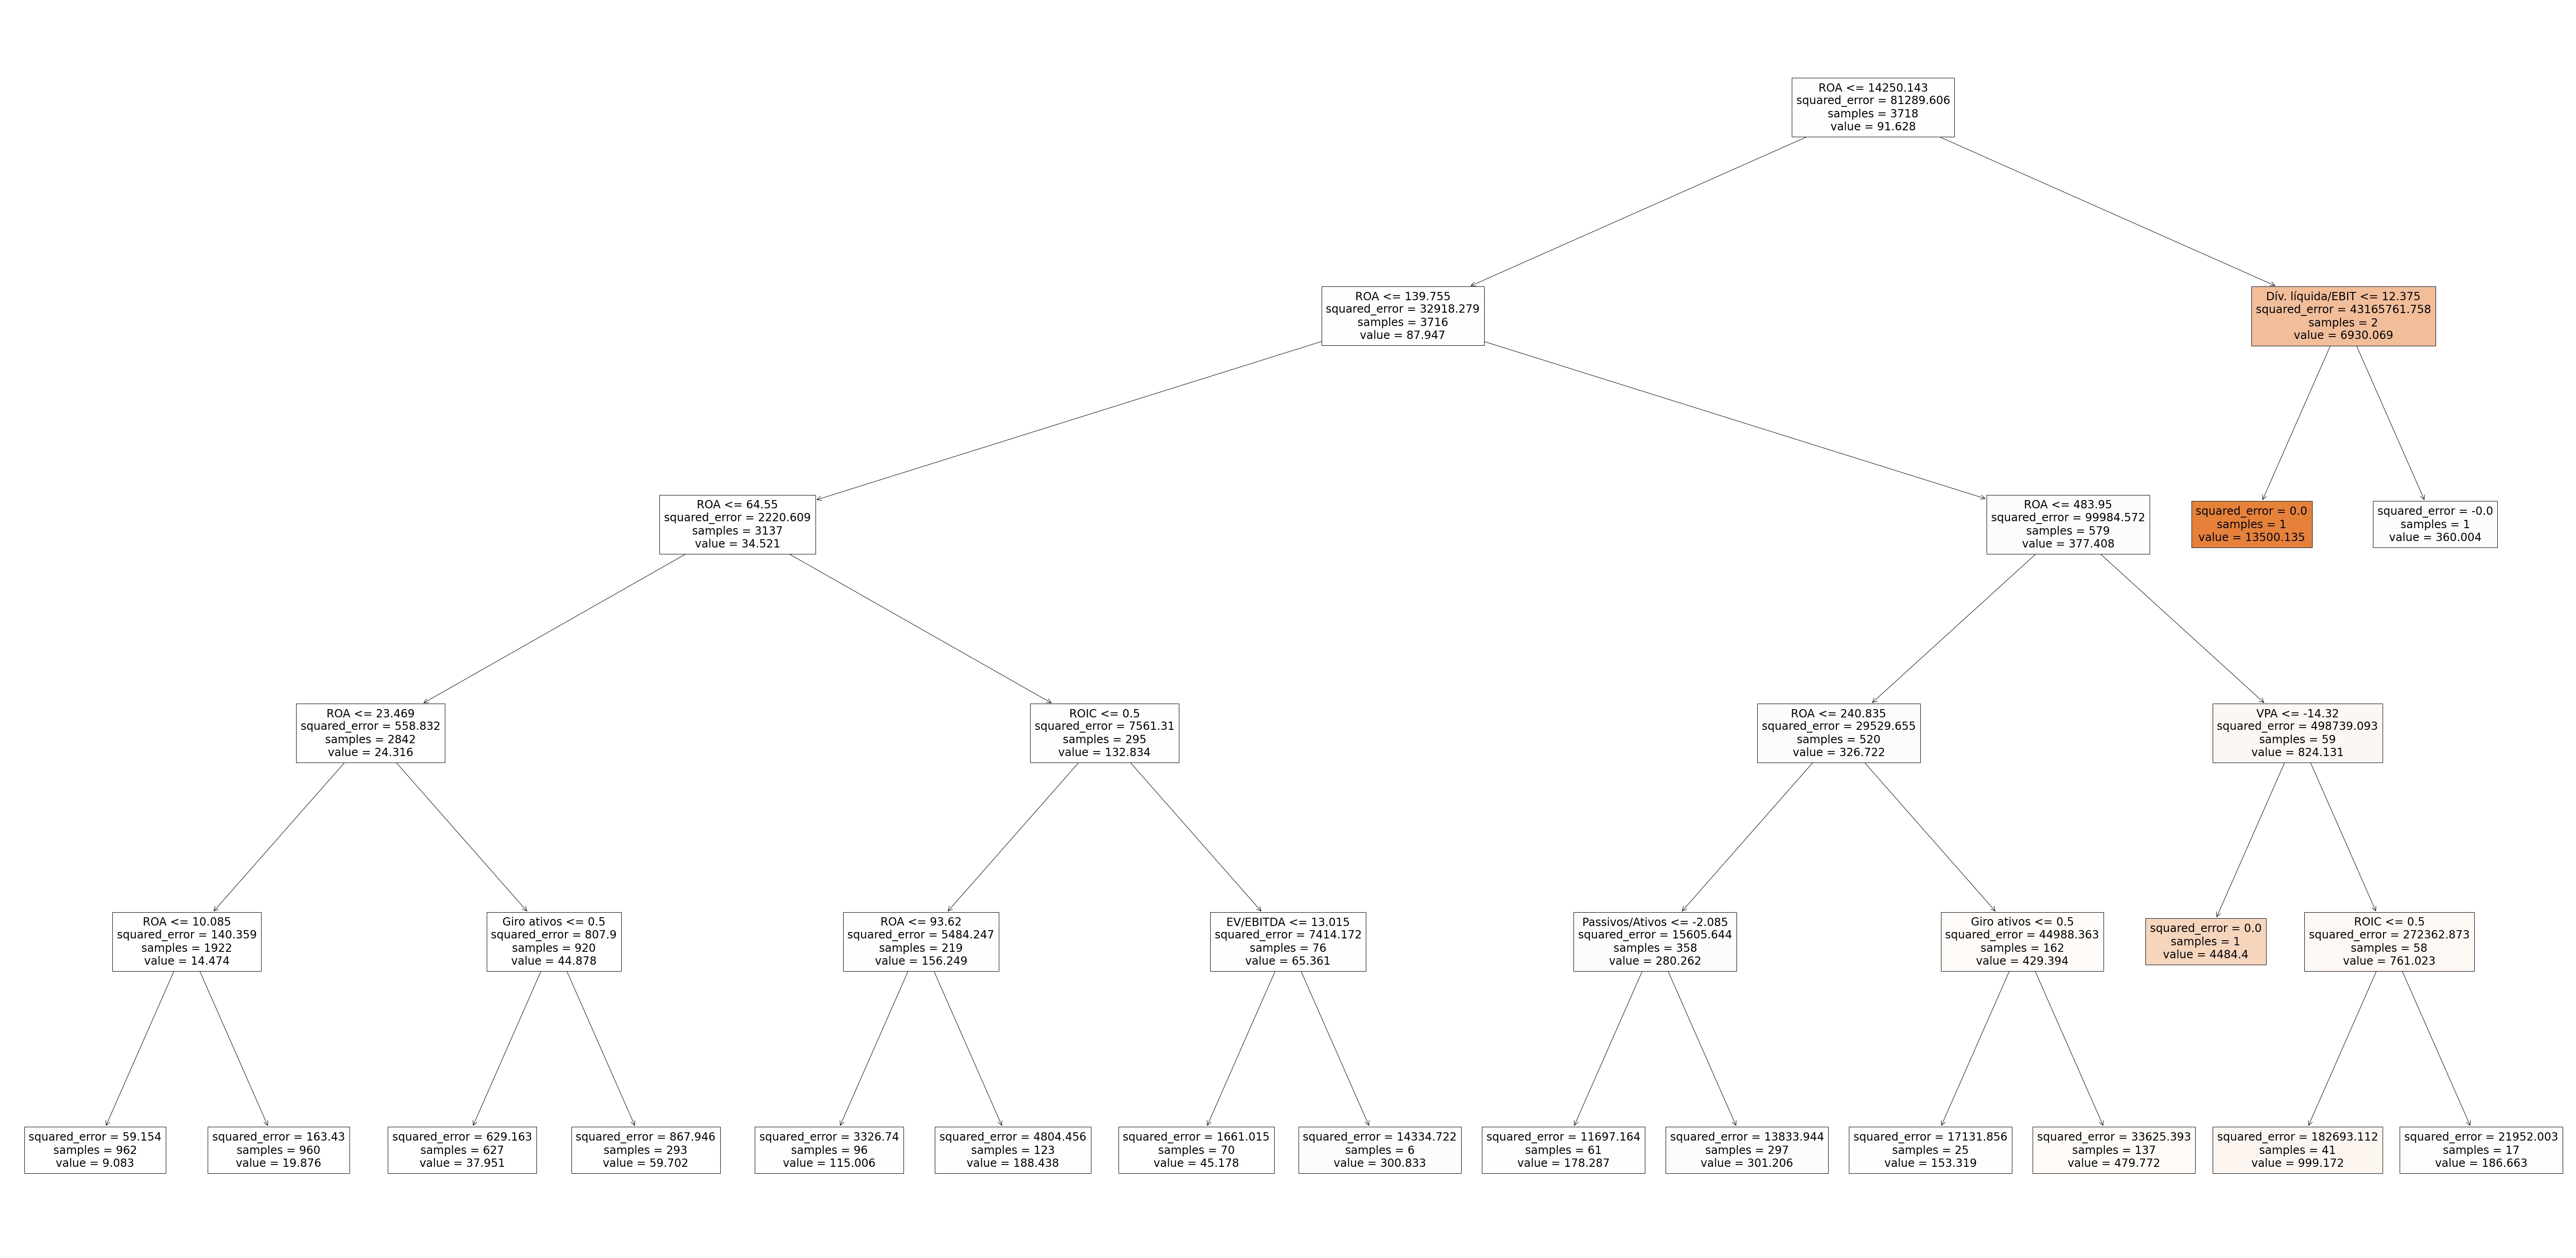 ROA <= 14250.143
squared_error = 81289.606
samples = 3718
value = 91.628
ROA <= 139.755
squared_error = 32918.279
samples = 3716
value = 87.947
Dív. líquida/EBIT <= 12.375
squared_error = 43165761.758
samples = 2
value = 6930.069
ROA <= 64.55
squared_error = 2220.609
samples = 3137
value = 34.521
ROA <= 483.95
squared_error = 99984.572
samples = 579
value = 377.408
squared_error = 0.0
samples = 1
value = 13500.135
squared_error = -0.0
samples = 1
value = 360.004
ROA <= 23.469
squared_error = 558.832
samples = 2842
value = 24.316
ROIC <= 0.5
squared_error = 7561.31
samples = 295
value = 132.834
ROA <= 240.835
squared_error = 29529.655
samples = 520
value = 326.722
VPA <= -14.32
squared_error = 498739.093
samples = 59
value = 824.131
ROA <= 10.085
squared_error = 140.359
samples = 1922
value = 14.474
Giro ativos <= 0.5
squared_error = 807.9
samples = 920
value = 44.878
ROA <= 93.62
squared_error = 5484.247
samples = 219
value = 156.249
EV/EBITDA <= 13.015
squared_error = 7414.172
samples = 76
value = 65.361
Passivos/Ativos <= -2.085
squared_error = 15605.644
samples = 358
value = 280.262
Giro ativos <= 0.5
squared_error = 44988.363
samples = 162
value = 429.394
squared_error = 0.0
samples = 1
value = 4484.4
ROIC <= 0.5
squared_error = 272362.873
samples = 58
value = 761.023
squared_error = 59.154
samples = 962
value = 9.083
squared_error = 163.43
samples = 960
value = 19.876
squared_error = 629.163
samples = 627
value = 37.951
squared_error = 867.946
samples = 293
value = 59.702
squared_error = 3326.74
samples = 96
value = 115.006
squared_error = 4804.456
samples = 123
value = 188.438
squared_error = 1661.015
samples = 70
value = 45.178
squared_error = 14334.722
samples = 6
value = 300.833
squared_error = 11697.164
samples = 61
value = 178.287
squared_error = 13833.944
samples = 297
value = 301.206
squared_error = 17131.856
samples = 25
value = 153.319
squared_error = 33625.393
samples = 137
value = 479.772
squared_error = 182693.112
samples = 41
value = 999.172
squared_error = 21952.003
samples = 17
value = 186.663